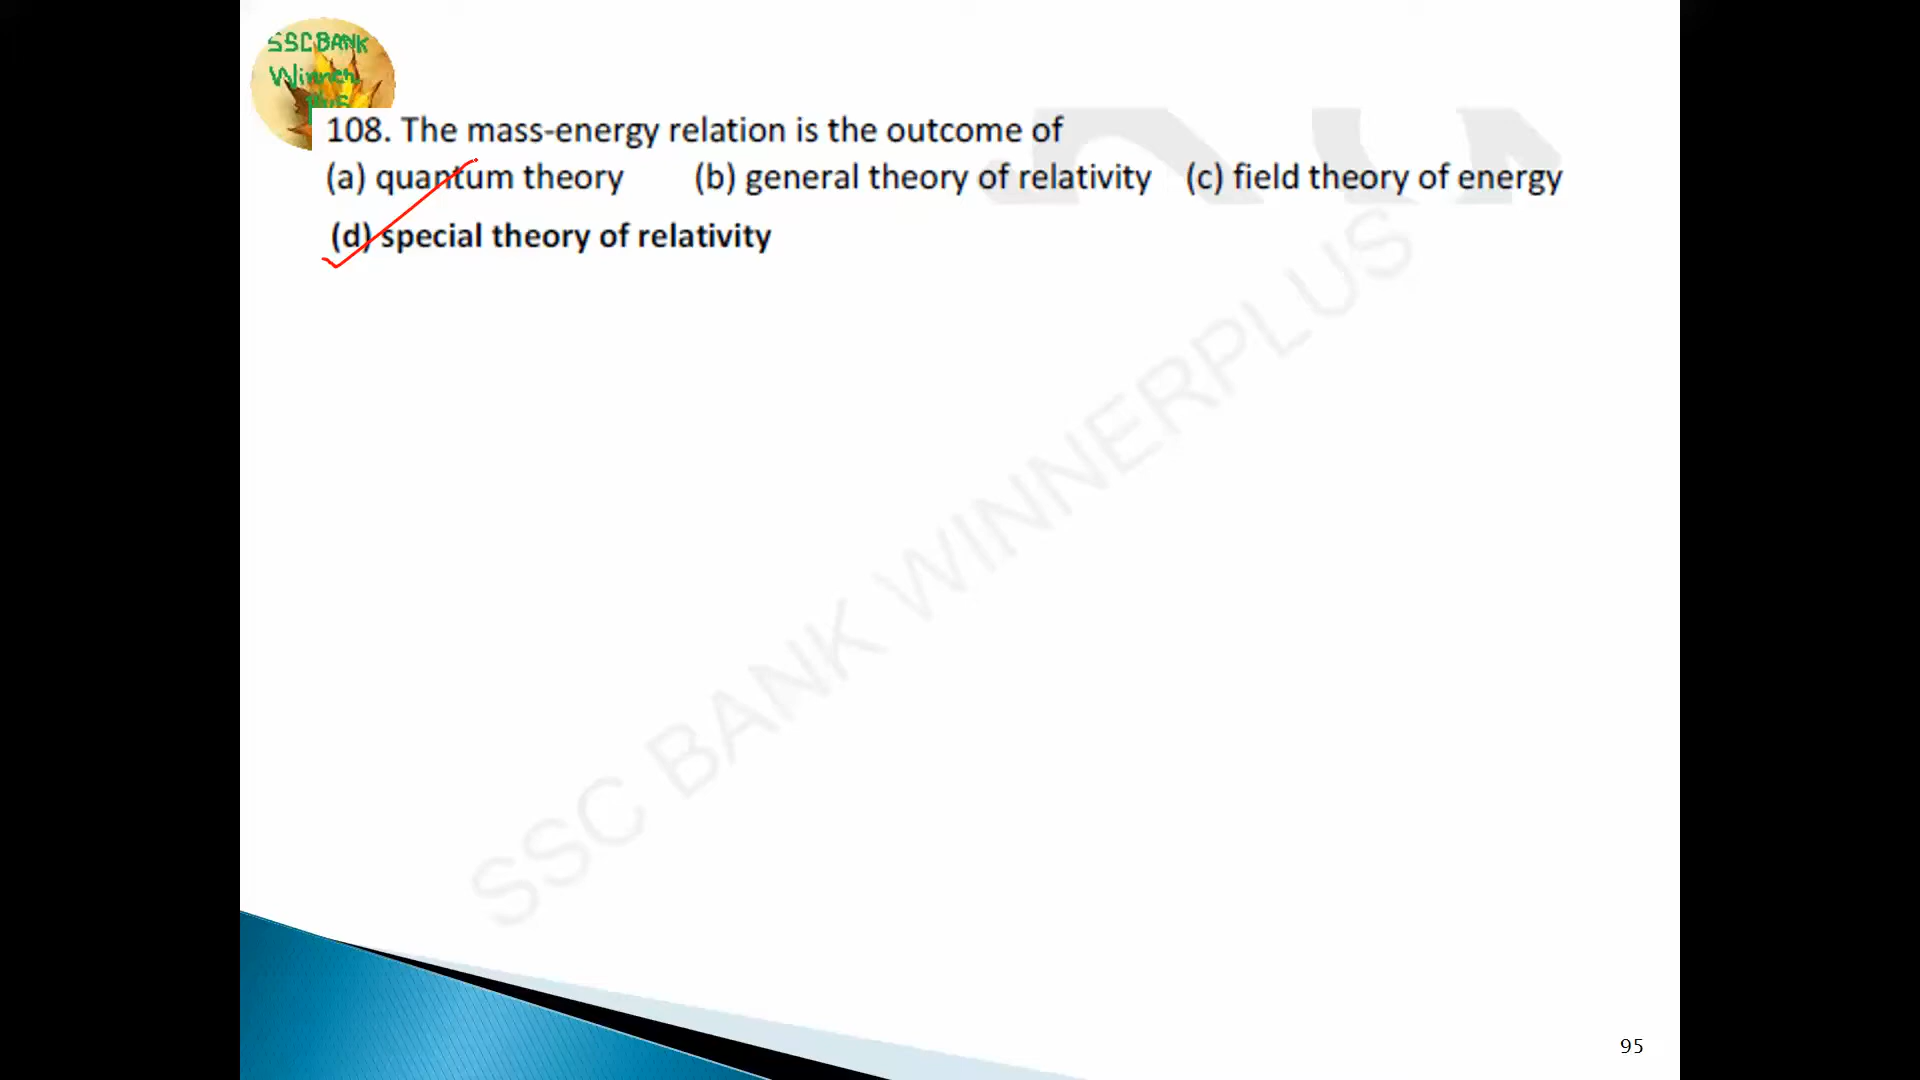 SSC BANK
Winner
108. The mass-energy relation is the outcome of
(a) quantum theory (b) general theory of relativity (c) field theory of energy
(d) special theory of relativity
SSC BANK WINNERPLUS
95